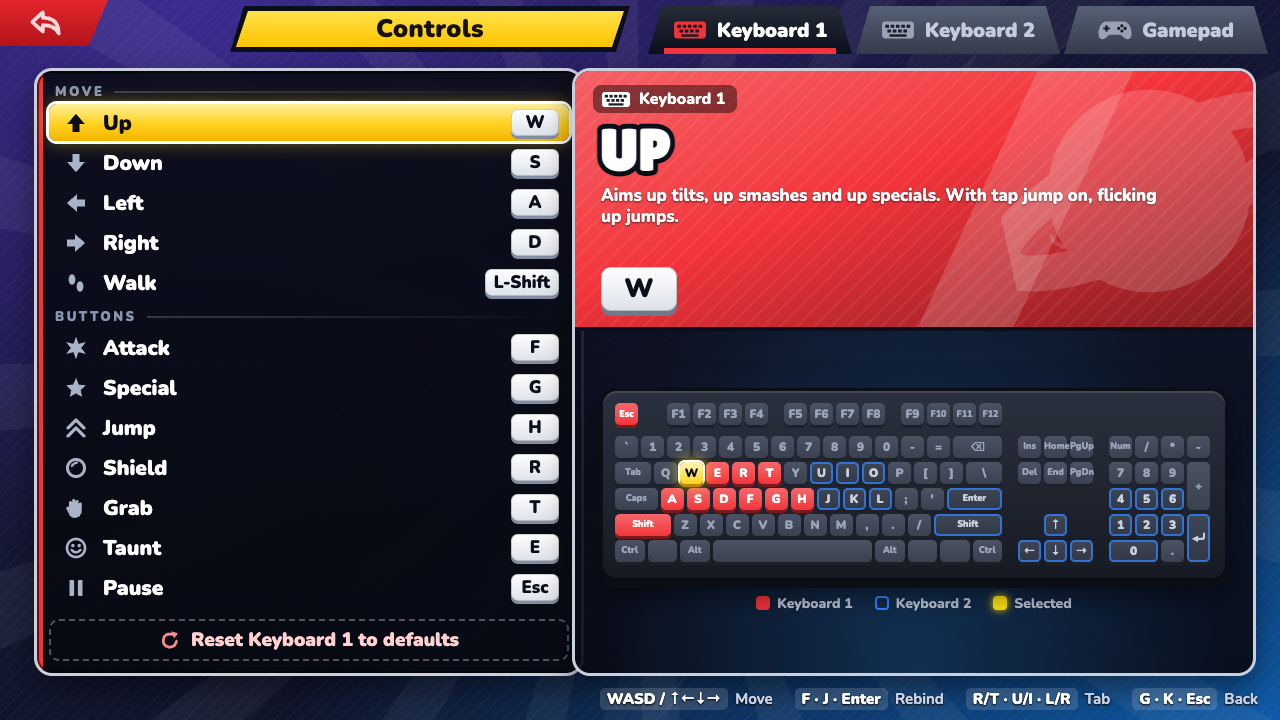 Controls
Keyboard 1
Keyboard 2
Gamepad
MOVE
Up W
Down S
Left A
Right D
Walk L-Shift
BUTTONS
Attack F
Special G
Jump H
Shield R
Grab T
Taunt E
Pause Esc
Reset Keyboard 1 to defaults
Keyboard 1
UP
Aims up tilts, up smashes and up specials. With tap jump on, flicking
up jumps.
W
Esc F1 F2 F3 F4 F5 F6 F7 F8 F9 F10 F11 F12
` 1 2 3 4 5 6 7 8 9 0 - = ⌫ Ins Home PgUp Num / * -
Tab Q W E R T Y U I O P [ ] \ Del End PgDn 7 8 9 +
Caps A S D F G H J K L ; ' Enter 4 5 6
Shift Z X C V B N M , . / Shift ↑ 1 2 3 ↵
Ctrl Alt Alt Ctrl ← ↓ → 0 .
Keyboard 1 Keyboard 2 Selected
WASD / ↑←↓→ Move F · J · Enter Rebind R/T · U/I · L/R Tab G · K · Esc Back